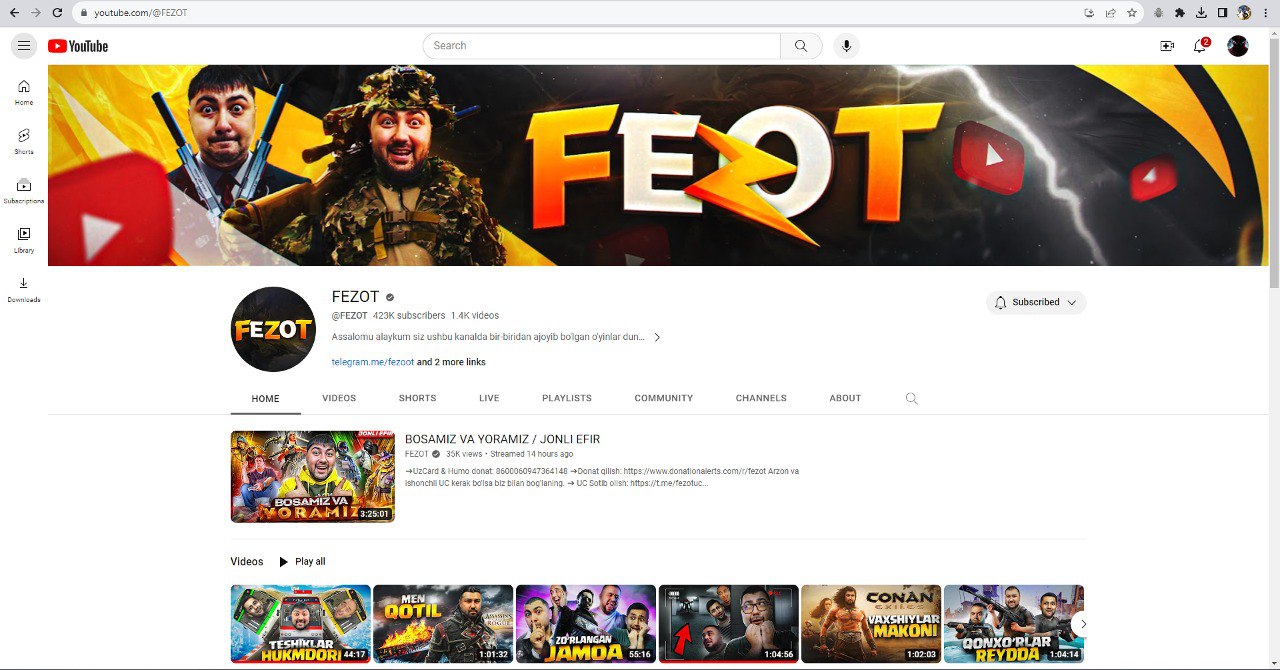 youtube.com/@FEZOT
YouTube
Search
2
Home
Shorts
Subscriptions
Library
Downloads
FEZOT
FEZOT
FEZOT
@FEZOT 423K subscribers 1.4K videos
Assalomu alaykum siz ushbu kanalda bir-biridan ajoyib bo'lgan o'yinlar dun...
telegram.me/fezoot and 2 more links
Subscribed
HOME VIDEOS SHORTS LIVE PLAYLISTS COMMUNITY CHANNELS ABOUT
JONLI EFIR
BOSAMIZ VA
YORAMIZ
3:25:01
BOSAMIZ VA YORAMIZ / JONLI EFIR
FEZOT 35K views • Streamed 14 hours ago
➔UzCard & Humo donat: 8600060947364148 ➔Donat qilish: https://www.donationalerts.com/r/fezot Arzon va
Ishonchli UC kerak bo'lsa biz bilan bog'laning. ➔ UC Sotib olish: https://t.me/fezotuc...
Videos Play all
TESHIKLAR
HUKMDORI
44:17
MEN
QOTIL
ASSASSIN'S
ROGUE
1:01:32
ZO'RLANGAN
JAMOA
55:16
1:04:56
CONAN
EXILES
VAXSHIYLAR
MAKONI
1:02:03
QONXO'RLAR
REYDDA
1:04:14